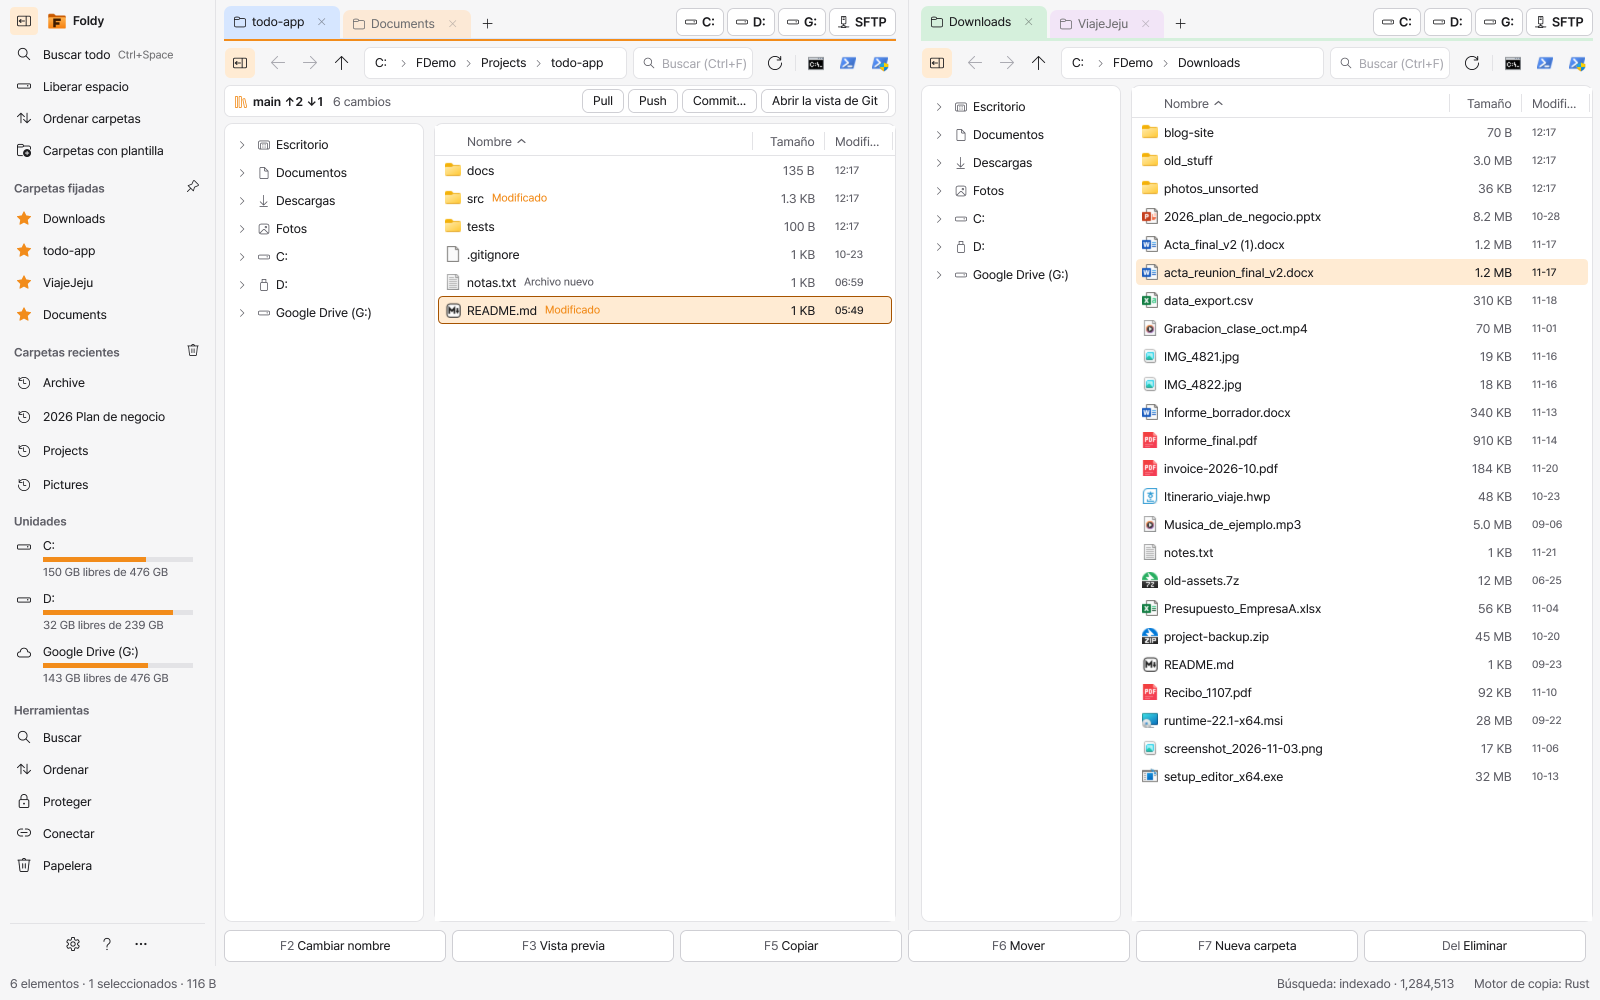 Foldy
Buscar todo Ctrl+Space
Liberar espacio
Ordenar carpetas
Carpetas con plantilla
Carpetas fijadas
Downloads
todo-app
ViajeJeju
Documents
Carpetas recientes
Archive
2026 Plan de negocio
Projects
Pictures
Unidades
C:
150 GB libres de 476 GB
D:
32 GB libres de 239 GB
Google Drive (G:)
143 GB libres de 476 GB
Herramientas
Buscar
Ordenar
Proteger
Conectar
Papelera
todo-app Documents C: D: G: SFTP
C: FDemo Projects todo-app Buscar (Ctrl+F)
main ↑2 ↓1 6 cambios Pull Push Commit... Abrir la vista de Git
Escritorio
Documentos
Descargas
Fotos
C:
D:
Google Drive (G:)
Nombre Tamaño Modifi...
docs 135 B 12:17
src Modificado 1.3 KB 12:17
tests 100 B 12:17
.gitignore 1 KB 10-23
notas.txt Archivo nuevo 1 KB 06:59
README.md Modificado 1 KB 05:49
Downloads ViajeJeju C: D: G: SFTP
C: FDemo Downloads Buscar (Ctrl+F)
Escritorio
Documentos
Descargas
Fotos
C:
D:
Google Drive (G:)
Nombre Tamaño Modifi...
blog-site 70 B 12:17
old_stuff 3.0 MB 12:17
photos_unsorted 36 KB 12:17
2026_plan_de_negocio.pptx 8.2 MB 10-28
Acta_final_v2 (1).docx 1.2 MB 11-17
acta_reunion_final_v2.docx 1.2 MB 11-17
data_export.csv 310 KB 11-18
Grabacion_clase_oct.mp4 70 MB 11-01
IMG_4821.jpg 19 KB 11-16
IMG_4822.jpg 18 KB 11-16
Informe_borrador.docx 340 KB 11-13
Informe_final.pdf 910 KB 11-14
invoice-2026-10.pdf 184 KB 11-20
Itinerario_viaje.hwp 48 KB 10-23
Musica_de_ejemplo.mp3 5.0 MB 09-06
notes.txt 1 KB 11-21
old-assets.7z 12 MB 06-25
Presupuesto_EmpresaA.xlsx 56 KB 11-04
project-backup.zip 45 MB 10-20
README.md 1 KB 09-23
Recibo_1107.pdf 92 KB 11-10
runtime-22.1-x64.msi 28 MB 09-22
screenshot_2026-11-03.png 17 KB 11-06
setup_editor_x64.exe 32 MB 10-13
F2 Cambiar nombre F3 Vista previa F5 Copiar F6 Mover F7 Nueva carpeta Del Eliminar
6 elementos · 1 seleccionados · 116 B Búsqueda: indexado · 1,284,513 Motor de copia: Rust